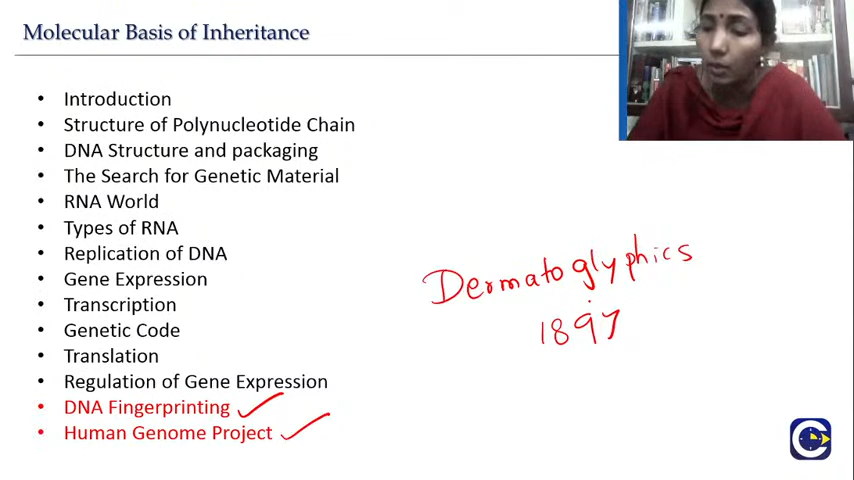 Molecular Basis of Inheritance
• Introduction
• Structure of Polynucleotide Chain
• DNA Structure and packaging
• The Search for Genetic Material
• RNA World
• Types of RNA
• Replication of DNA
• Gene Expression
• Transcription
• Genetic Code
• Translation
• Regulation of Gene Expression
• DNA Fingerprinting
• Human Genome Project
Dermatoglyphics
1897